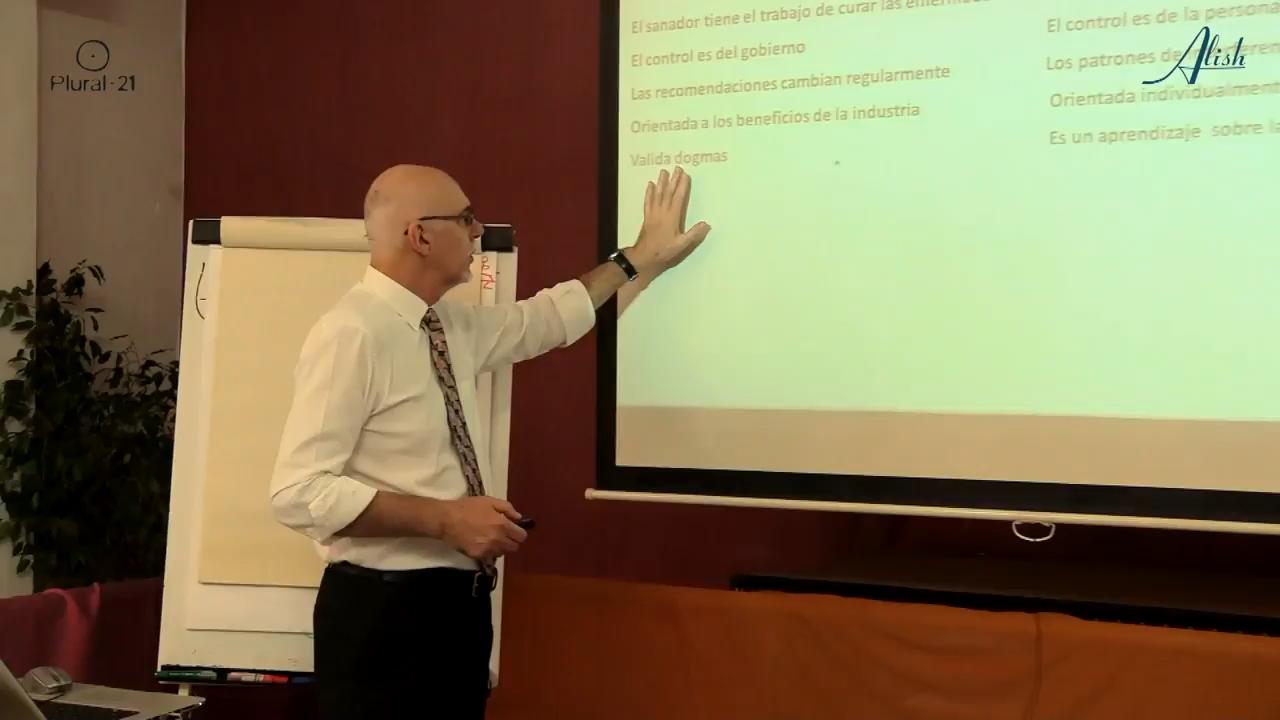 Plural-21
Alish
El sanador tiene el trabajo de curar las
El control es del gobierno
Las recomendaciones cambian regularmente
Orientada a los beneficios de la industria
Valida dogmas
El control es de la persona
Los patrones de
Orientada
Es un aprendizaje sobre